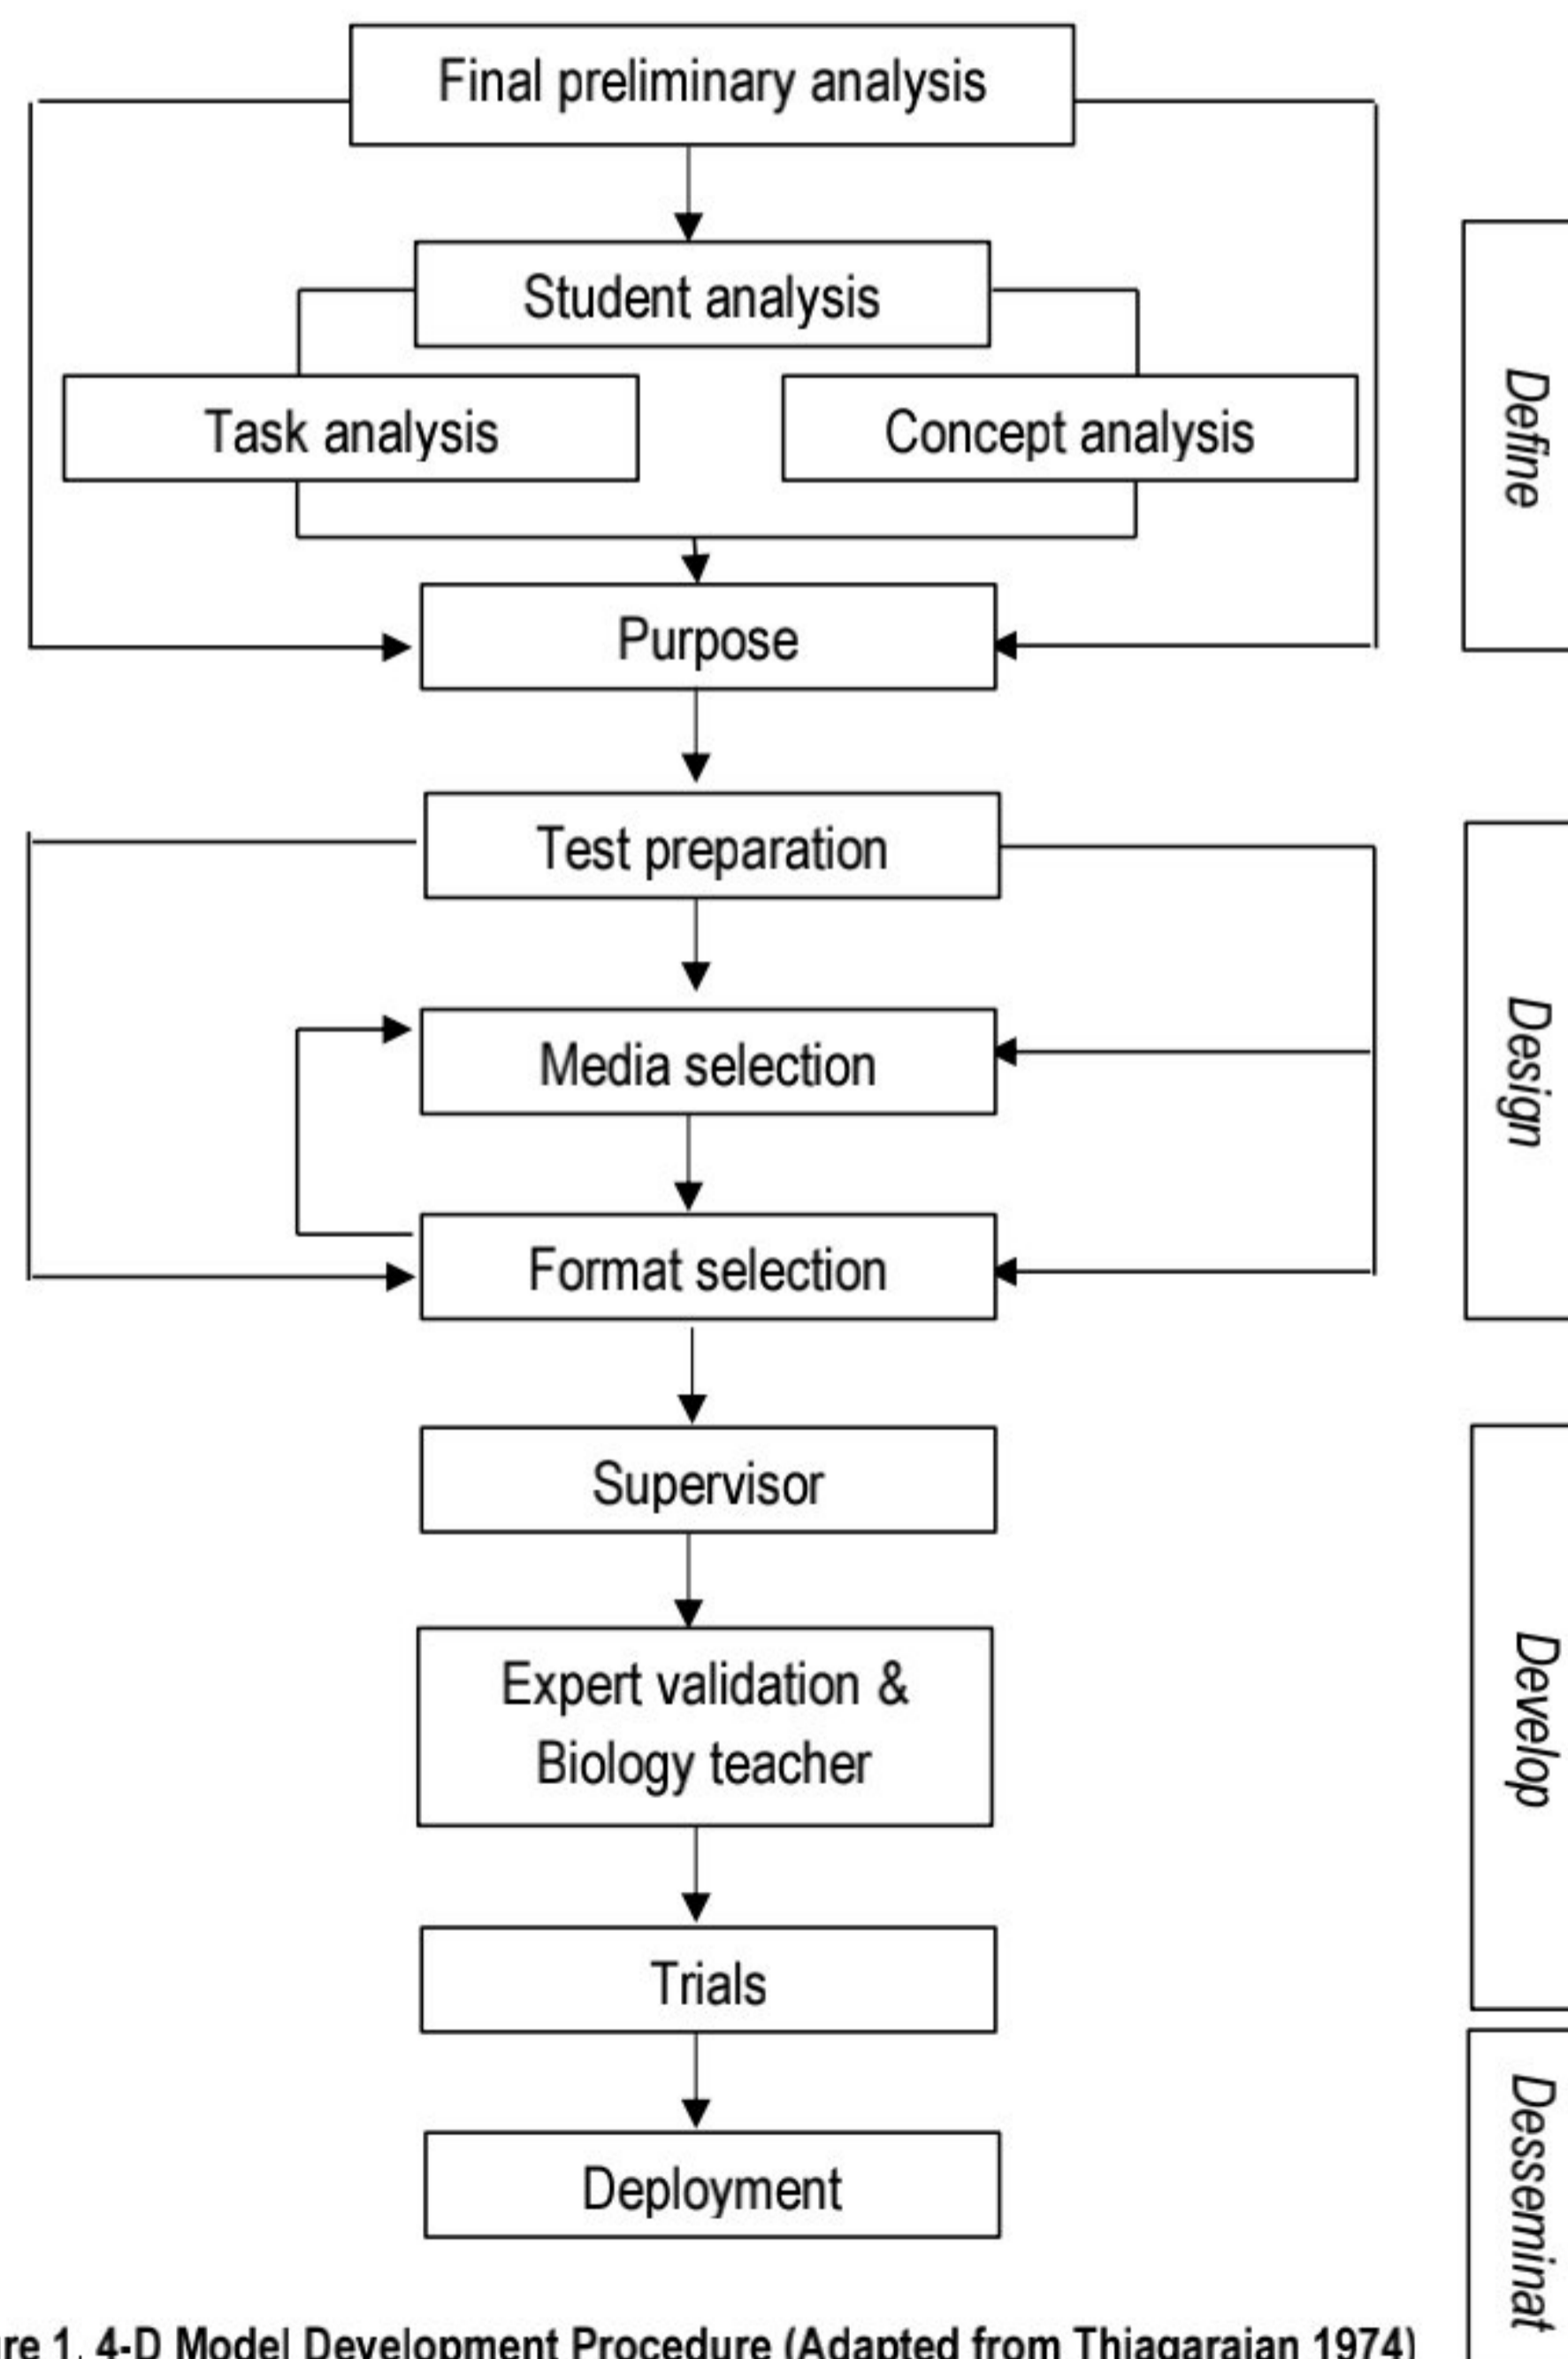 Final preliminary analysis
Student analysis
Task analysis
Concept analysis
Define
Purpose
Test preparation
Media selection
Design
Format selection
Supervisor
Expert validation &
Biology teacher
Develop
Trials
Deployment
Desseminat
re 1. 4-D Model Development Procedure (Adapted from Thiagarajan 1974)